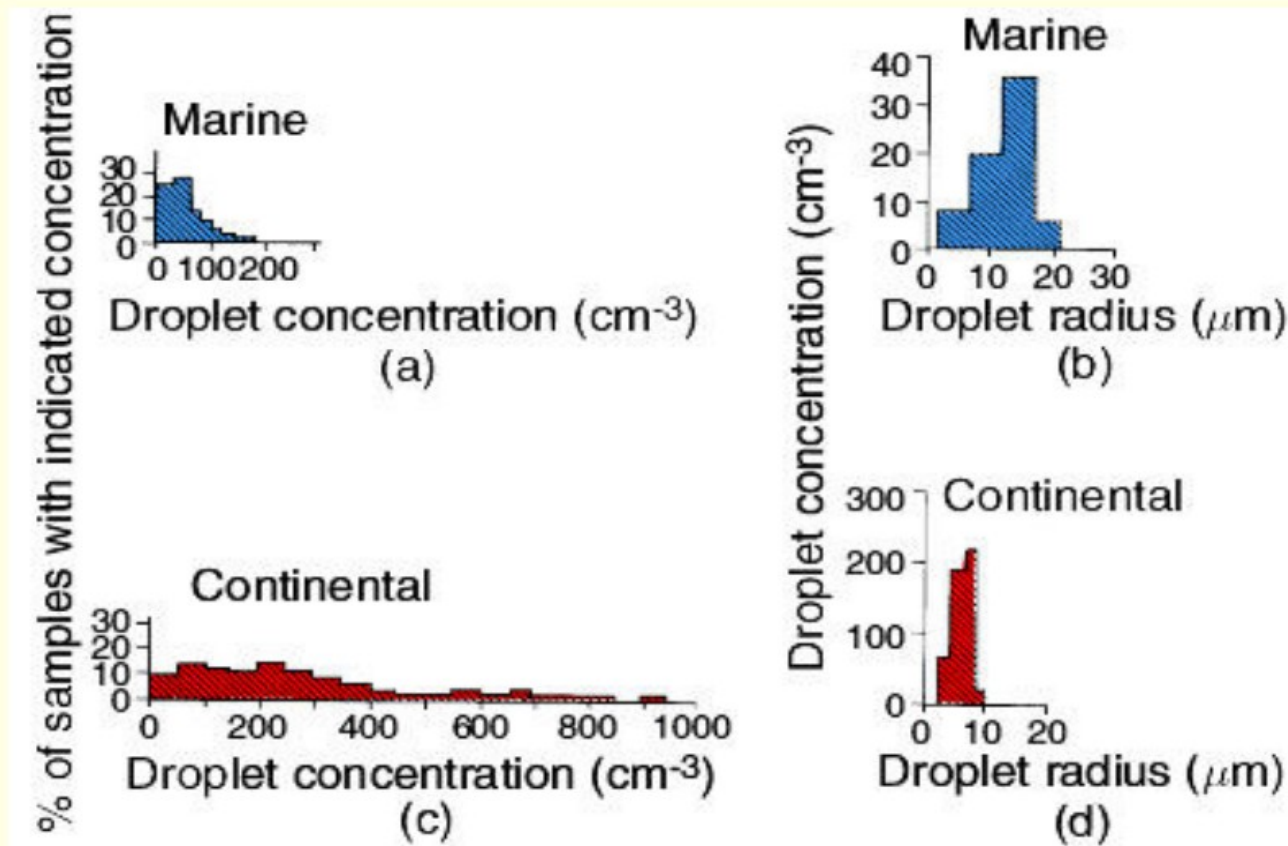 % of samples with indicated concentration
Marine
30
20
10
0
0 100 200
Droplet concentration (cm-3)
(a)
Continental
30
20
10
0
0 200 400 600 800 1000
Droplet concentration (cm-3)
(c)
Droplet concentration (cm-3)
Marine
40
30
20
10
0
0 10 20 30
Droplet radius (μm)
(b)
Continental
300
200
100
0
0 10 20
Droplet radius (μm)
(d)